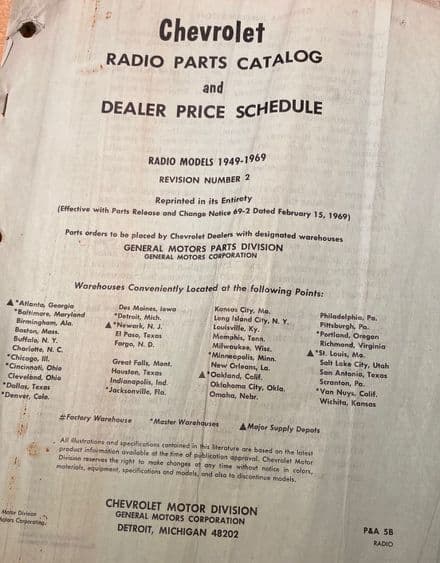 Chevrolet
RADIO PARTS CATALOG
and
DEALER PRICE SCHEDULE
RADIO MODELS 1949-1969
REVISION NUMBER 2
Reprinted in its Entirety
(Effective with Parts Release and Change Notice 69-2 Dated February 15, 1969)
Parts orders to be placed by Chevrolet Dealers with designated warehouses
GENERAL MOTORS PARTS DIVISION
GENERAL MOTORS CORPORATION
Warehouses Conveniently Located at the following Points:
▲*Atlanta, Georgia
*Baltimore, Maryland
Birmingham, Ala.
Boston, Mass.
Buffalo, N. Y.
Charlotte, N. C.
*Chicago, Ill.
*Cincinnati, Ohio
Cleveland, Ohio
*Dallas, Texas
*Denver, Colo.
Des Moines, Iowa
*Detroit, Mich.
▲*Newark, N. J.
El Paso, Texas
Fargo, N. D.
Great Falls, Mont.
Houston, Texas
Indianapolis, Ind.
*Jacksonville, Fla.
Kansas City, Mo.
Long Island City, N. Y.
Louisville, Ky.
Memphis, Tenn.
Milwaukee, Wisc.
*Minneapolis, Minn.
New Orleans, La.
▲*Oakland, Calif.
Oklahoma City, Okla.
Omaha, Nebr.
Philadelphia, Pa.
Pittsburgh, Pa.
*Portland, Oregon
Richmond, Virginia
▲*St. Louis, Mo.
Salt Lake City, Utah
San Antonio, Texas
Scranton, Pa.
*Van Nuys, Calif.
Wichita, Kansas
#Factory Warehouse *Master Warehouses ▲Major Supply Depots
All illustrations and specifications contained in this literature are based on the latest
product information available at the time of publication approval. Chevrolet Motor
Division reserves the right to make changes at any time without notice in colors,
materials, equipment, specifications and models, and also to discontinue models.
CHEVROLET MOTOR DIVISION
GENERAL MOTORS CORPORATION
DETROIT, MICHIGAN 48202
Motor Division
Motors Corporation
P&A 5B
RADIO